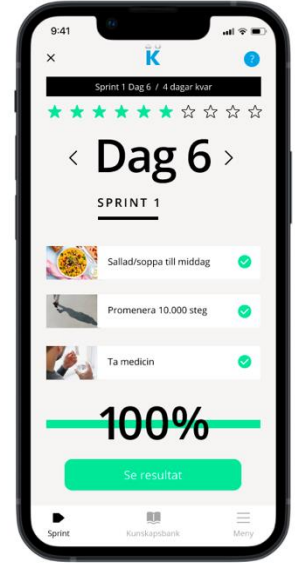 9:41
×
K
?
Sprint 1 Dag 6 / 4 dagar kvar
< Dag 6 >
SPRINT 1
Sallad/soppa till middag
Promenera 10.000 steg
Ta medicin
100%
Se resultat
Sprint
Kunskapsbank
Meny